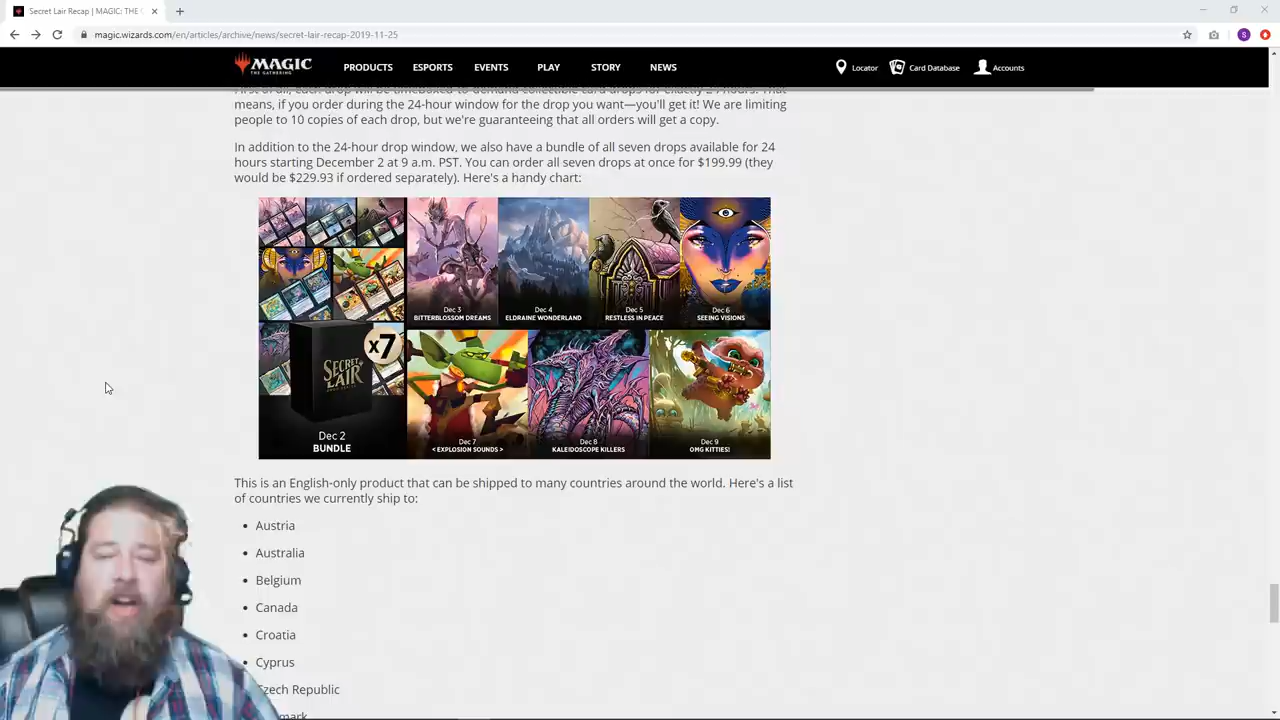 Secret Lair Recap | MAGIC: THE G
magic.wizards.com/en/articles/archive/news/secret-lair-recap-2019-11-25
S
MAGIC
THE GATHERING
PRODUCTS
ESPORTS
EVENTS
PLAY
STORY
NEWS
Locator
Card Database
Accounts
means, if you order during the 24-hour window for the drop you want—you'll get it! We are limiting
people to 10 copies of each drop, but we're guaranteeing that all orders will get a copy.
In addition to the 24-hour drop window, we also have a bundle of all seven drops available for 24
hours starting December 2 at 9 a.m. PST. You can order all seven drops at once for $199.99 (they
would be $229.93 if ordered separately). Here's a handy chart:
Dec 3
BITTERBLOSSOM DREAMS
Dec 4
ELDRAINE WONDERLAND
Dec 5
RESTLESS IN PEACE
Dec 6
SEEING VISIONS
x7
SECRET
LAIR
Dec 2
BUNDLE
Dec 7
< EXPLOSION SOUNDS >
Dec 8
KALEIDOSCOPE KILLERS
Dec 9
OMG KITTIES!
This is an English-only product that can be shipped to many countries around the world. Here's a list
of countries we currently ship to:
Austria
Australia
Belgium
Canada
Croatia
Cyprus
Czech Republic